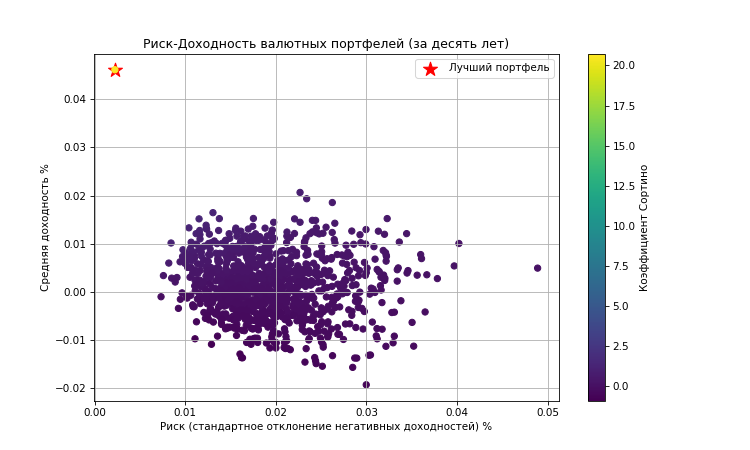 Риск-Доходность валютных портфелей (за десять лет)
Лучший портфель
Средняя доходность %
0.04
0.03
0.02
0.01
0.00
−0.01
−0.02
0.00 0.01 0.02 0.03 0.04 0.05
Риск (стандартное отклонение негативных доходностей) %
20.0
17.5
15.0
12.5
10.0
7.5
5.0
2.5
0.0
Коэффициент Сортино